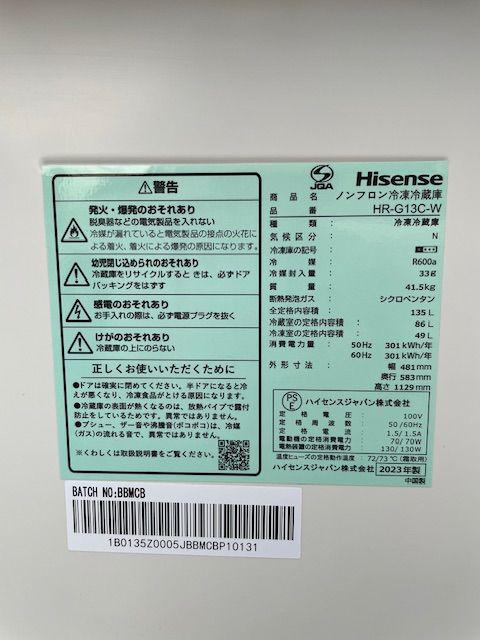 ⚠警告
発火・爆発のおそれあり
脱臭器などの電気製品を入れない
冷媒が漏れていると電気製品の接点の火花に
よる着火、着火による爆発の原因になります。
幼児閉じ込められのおそれあり
冷蔵庫をリサイクルするときは、必ずドア
パッキングをはずす
感電のおそれあり
お手入れの際は、必ず電源プラグを抜く
けがのおそれあり
冷蔵庫の上にのらない
正しくお使いいただくために
●ドアは確実に閉めてください。半ドアになると冷
えが悪くなり、冷凍食品がとける原因になります。
●冷蔵庫の表面が熱くなるのは、放熱パイプで露付
防止をしているためで、異常ではありません。
●プシュー、ザー音や沸騰音(ポコポコ)は、冷媒
(ガス)の流れる音で、異常ではありません。
※くわしくは取扱説明書をご覧ください。
JQA
Hisense
商品名 ノンフロン冷凍冷蔵庫
品番 HR-G13C-W
種類: 冷凍冷蔵庫
気候区分: N
冷凍庫の記号:
冷媒: R600a
冷媒封入量: 33g
質量: 41.5kg
断熱発泡ガス: シクロペンタン
全定格内容積: 135 L
冷蔵室の定格内容積: 86 L
冷凍室の定格内容積: 49 L
消費電力量: 50Hz 301 kWh/年
60Hz 301 kWh/年
外形寸法: 幅 481mm
奥行 583mm
高さ 1129 mm
PSE
ハイセンスジャパン株式会社
定格電圧: 100V
定格周波数: 50/60Hz
定格電流: 1.5/1.5A
電動機の定格消費電力: 70/70W
電熱装置の定格消費電力: 130/130W
温度ヒューズの定格動作温度: 72/73℃(霜取用)
ハイセンスジャパン株式会社 2023年製
中国製
BATCH NO:BBMCB
1B0135Z0005JBBMCBP10131